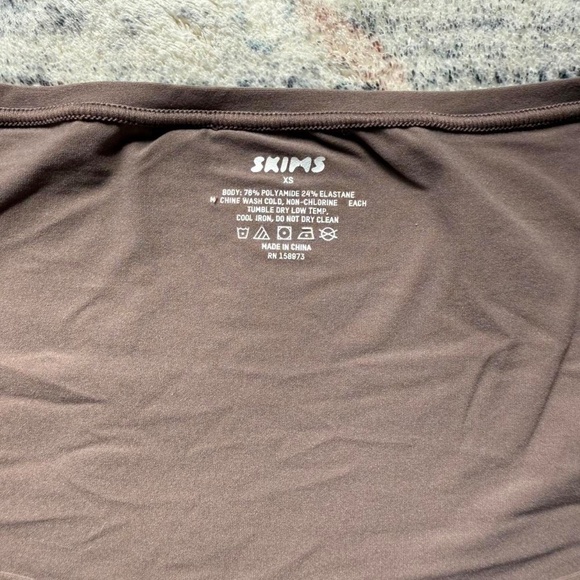 SKIMS
XS
BODY: 76% POLYAMIDE 24% ELASTANE
M CHINE WASH COLD, NON-CHLORINE EACH
TUMBLE DRY LOW TEMP,
COOL IRON, DO NOT DRY CLEAN
MADE IN CHINA
RN 158973